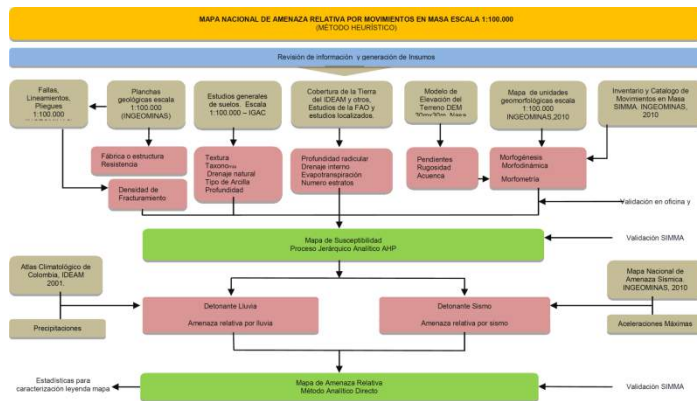 MAPA NACIONAL DE AMENAZA RELATIVA POR MOVIMIENTOS EN MASA ESCALA 1:100.000
(MÉTODO HEURÍSTICO)
Revisión de información y generación de Insumos
Fallas,
Lineamientos,
Pliegues
1:100.000
Planchas
geológicas escala
1:100.000
(INGEOMINAS)
Estudios generales
de suelos. Escala
1:100.000 – IGAC
Cobertura de la Tierra
del IDEAM y otros,
Estudios de la FAO y
estudios localizados.
Modelo de
Elevación del
Terreno DEM
30mx30m. Nasa
Mapa de unidades
geomorfológicas escala
1:100.000
INGEOMINAS,2010
Inventario y Catalogo de
Movimientos en Masa
SIMMA. INGEOMINAS.
2010
Fábrica o estructura
Resistencia
Densidad de
Fracturamiento
Textura
Taxonomía
Drenaje natural
Tipo de Arcilla
Profundidad
Profundidad radicular
Drenaje interno
Evapotranspiración
Numero estratos
Pendientes
Rugosidad
Acuenca
Morfogénesis
Morfodinámica
Morfometría
Validación en oficina y
Mapa de Susceptibilidad
Proceso Jerárquico Analítico AHP
Validación SIMMA
Atlas Climatológico de
Colombia, IDEAM
2001.
Precipitaciones
Detonante Lluvia
Amenaza relativa por lluvia
Detonante Sismo
Amenaza relativa por sismo
Mapa Nacional de
Amenaza Sísmica
INGEOMINAS, 2010
Aceleraciones Máximas
Estadísticas para
caracterización leyenda mapa
Mapa de Amenaza Relativa
Método Analítico Directo
Validación SIMMA